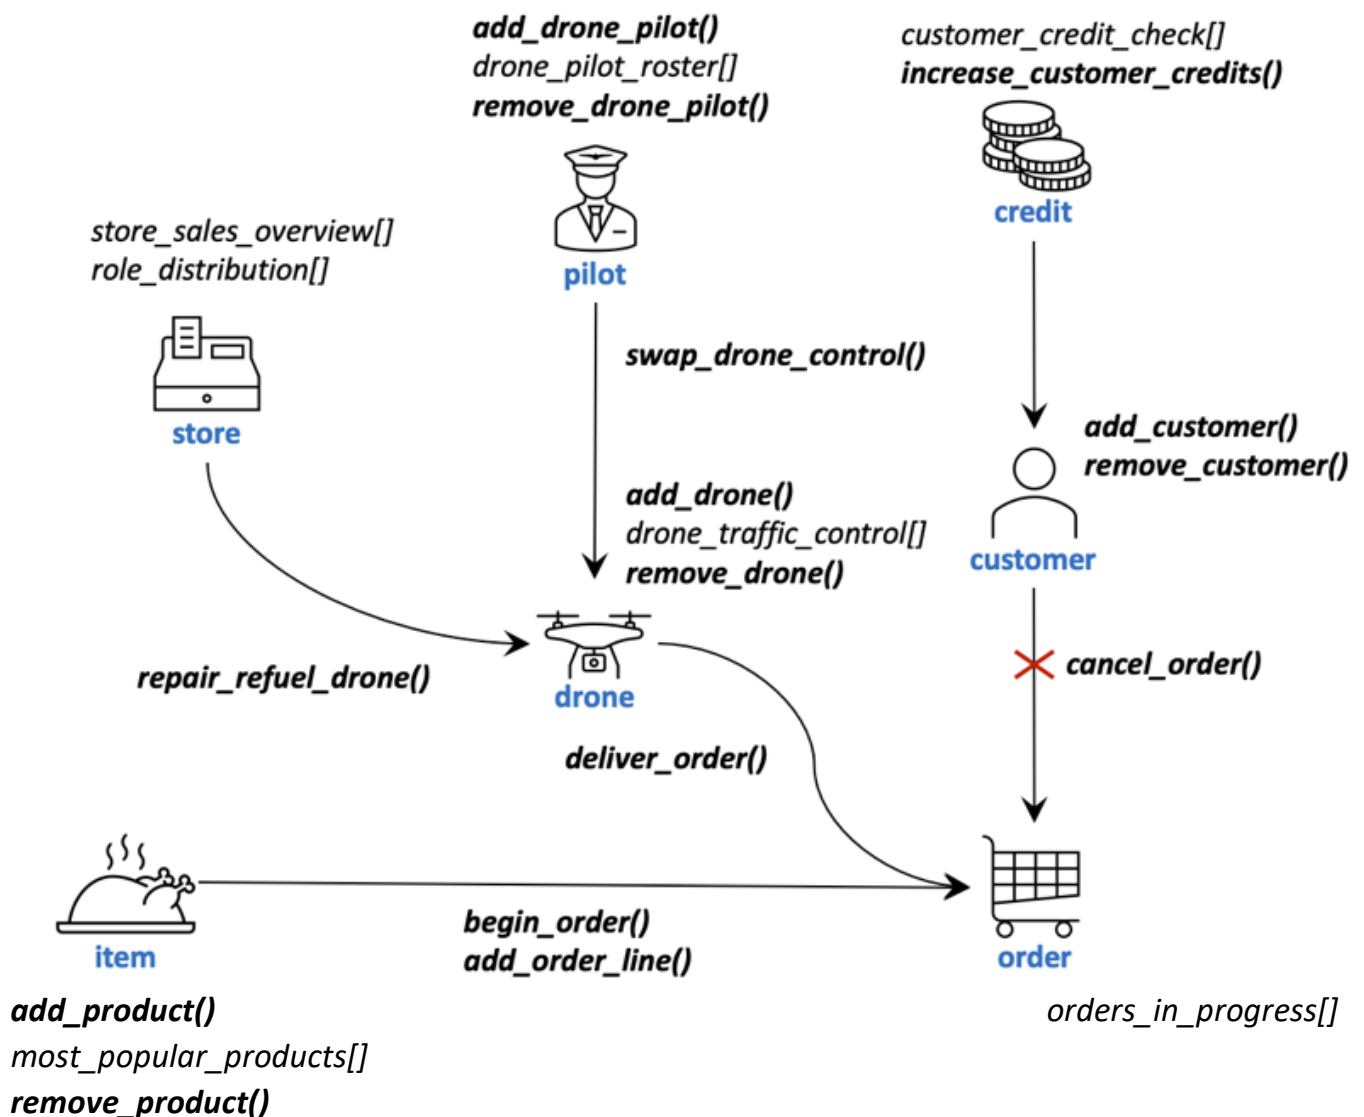 add_drone_pilot()
drone_pilot_roster[]
remove_drone_pilot()
pilot
customer_credit_check[]
increase_customer_credits()
credit
store_sales_overview[]
role_distribution[]
store
swap_drone_control()
add_customer()
remove_customer()
customer
add_drone()
drone_traffic_control[]
remove_drone()
drone
repair_refuel_drone()
cancel_order()
deliver_order()
item
begin_order()
add_order_line()
order
add_product()
most_popular_products[]
remove_product()
orders_in_progress[]